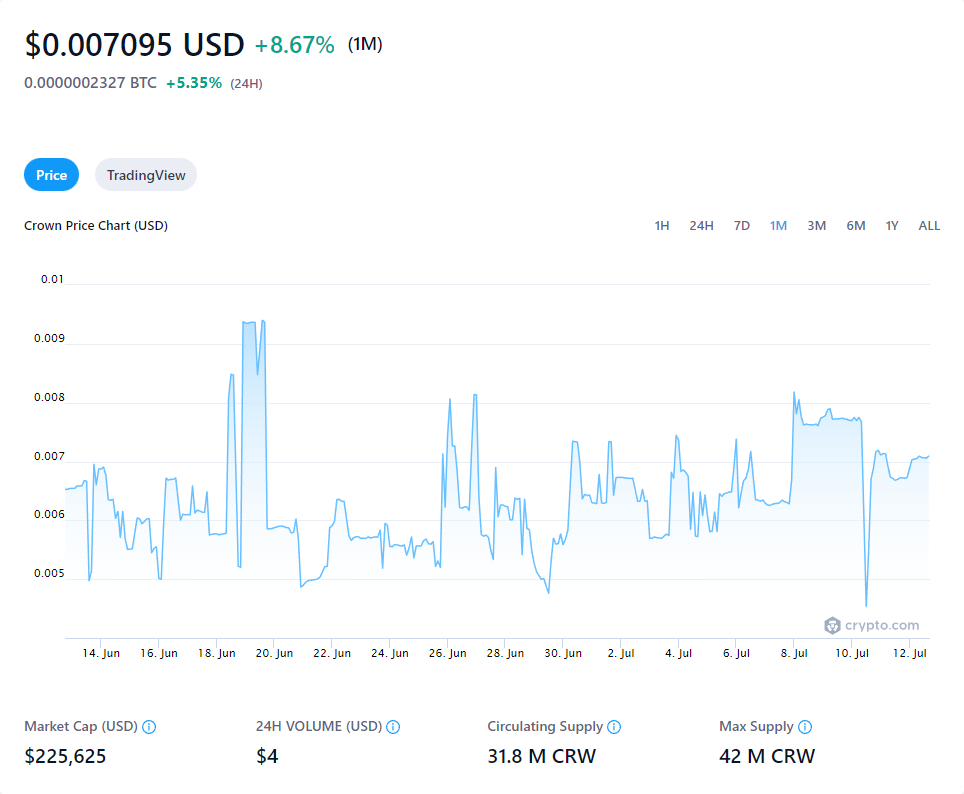 $0.007095 USD +8.67% (1M)
0.0000002327 BTC +5.35% (24H)
Price TradingView
Crown Price Chart (USD) 1H 24H 7D 1M 3M 6M 1Y ALL
0.01
0.009
0.008
0.007
0.006
0.005
crypto.com
14. Jun 16. Jun 18. Jun 20. Jun 22. Jun 24. Jun 26. Jun 28. Jun 30. Jun 2. Jul 4. Jul 6. Jul 8. Jul 10. Jul 12. Jul
Market Cap (USD) 24H VOLUME (USD) Circulating Supply Max Supply
$225,625 $4 31.8 M CRW 42 M CRW